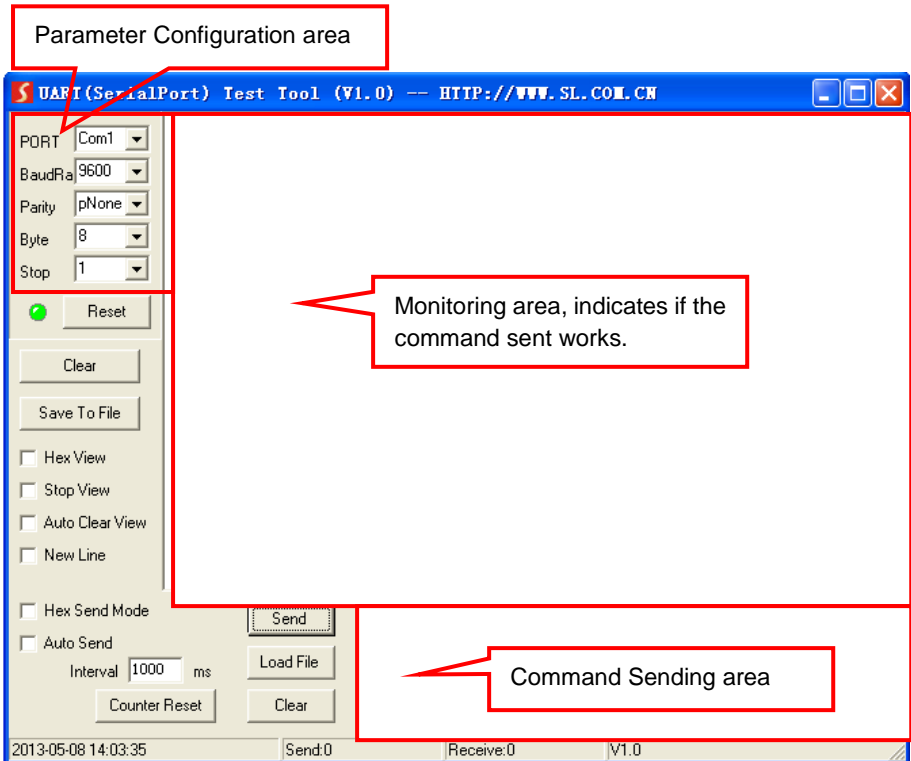 Parameter Configuration area
UART(SerialPort) Test Tool (V1.0) -- HTTP://WWW.SL.COM.CN
PORT Com1
BaudRa 9600
Parity pNone
Byte 8
Stop 1
Reset
Monitoring area, indicates if the
command sent works.
Clear
Save To File
Hex View
Stop View
Auto Clear View
New Line
Hex Send Mode
Send
Auto Send
Interval 1000 ms
Load File
Command Sending area
Counter Reset
Clear
2013-05-08 14:03:35 Send:0 Receive:0 V1.0